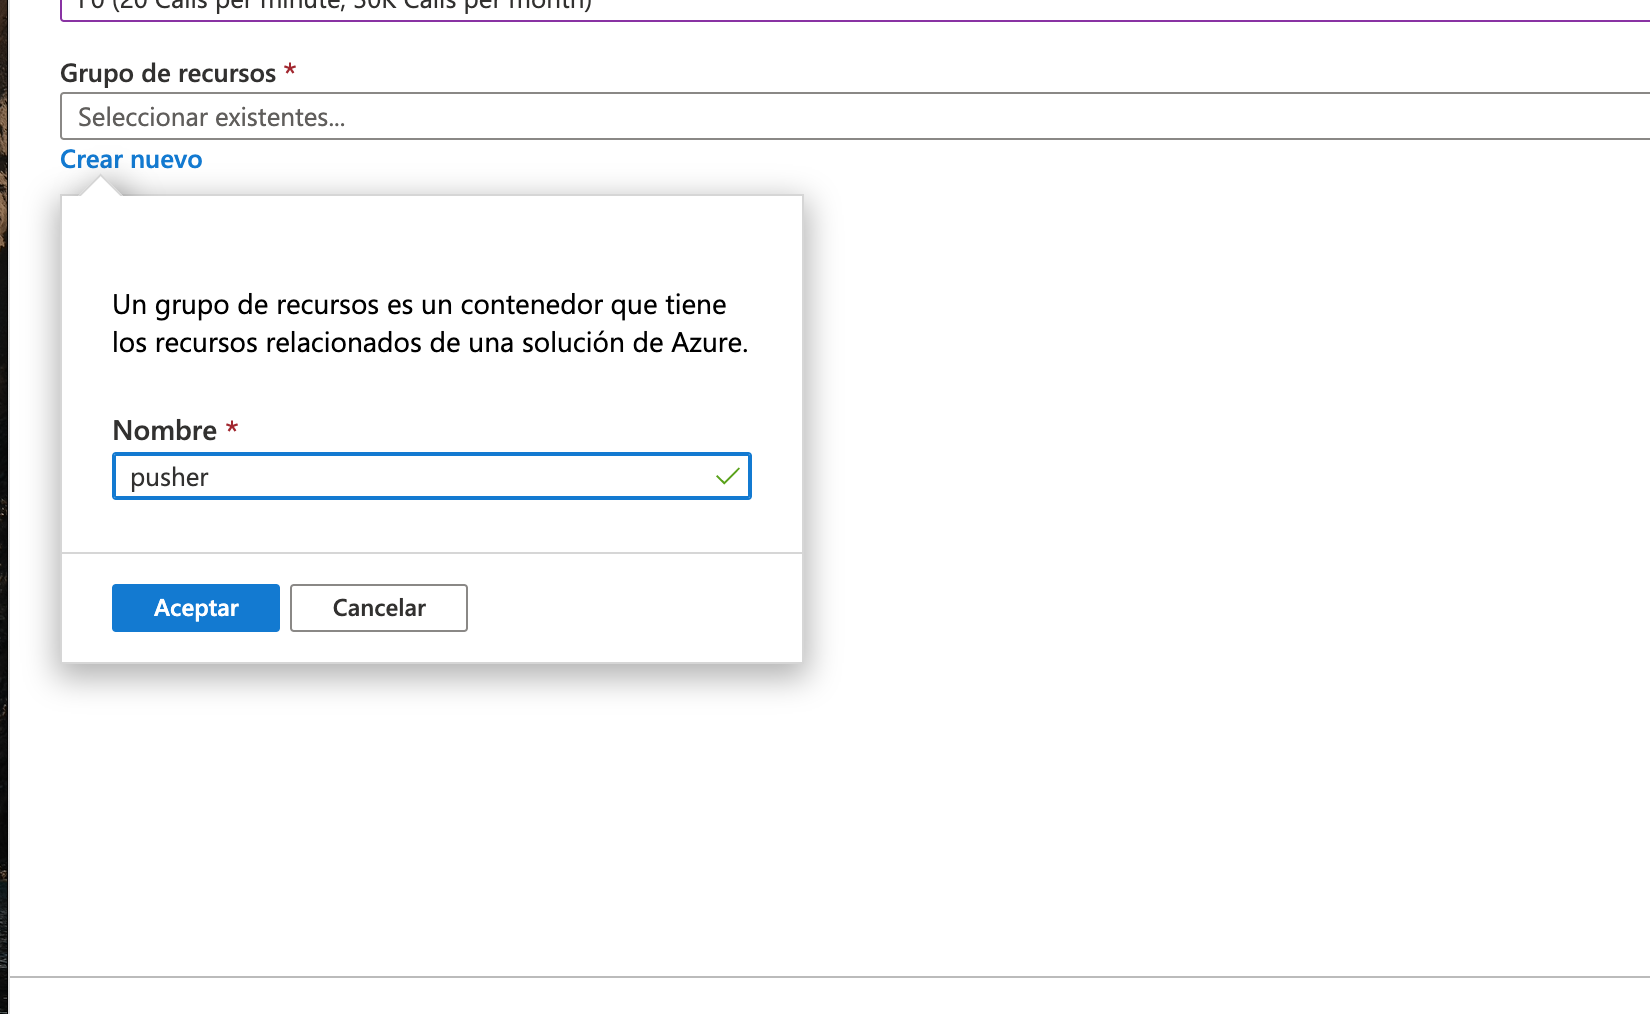 F0 (20 Calls per minute, 30K Calls per month)
Grupo de recursos *
Seleccionar existentes...
Crear nuevo
Un grupo de recursos es un contenedor que tiene
los recursos relacionados de una solución de Azure.
Nombre *
pusher
Aceptar Cancelar